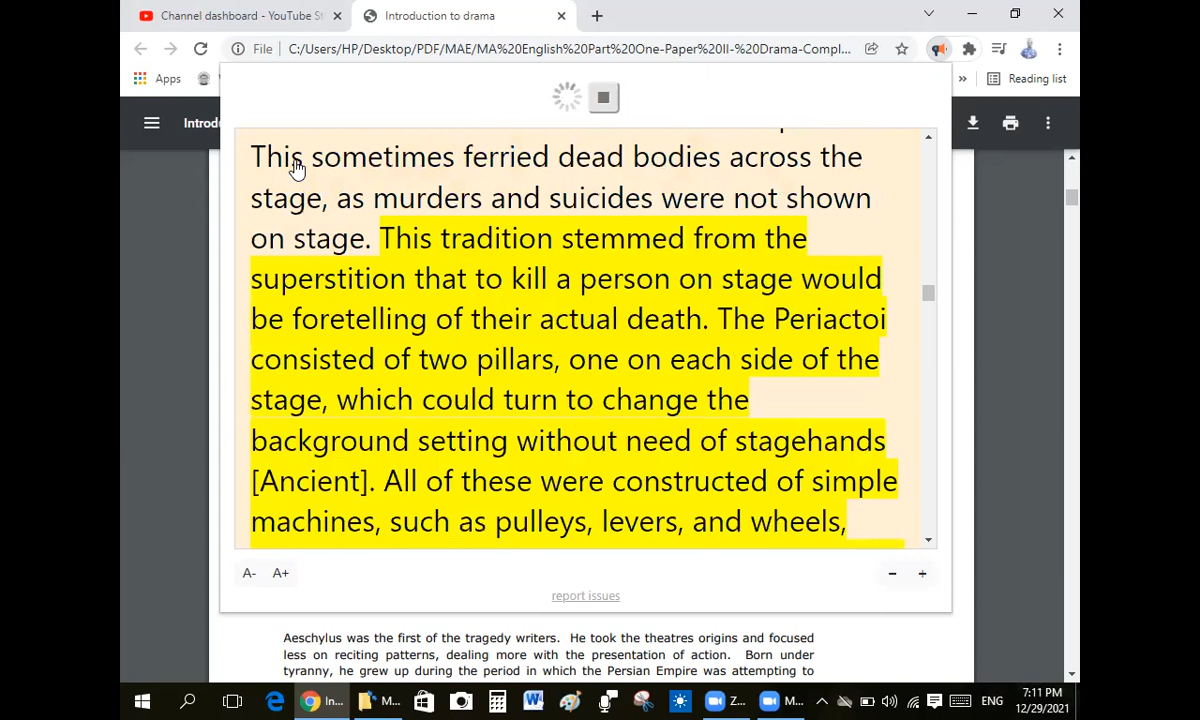 Channel dashboard - YouTube St
Introduction to drama
File
C:/Users/HP/Desktop/PDF/MAE/MA%20English%20Part%20One-Paper%20II-%20Drama-Compl...
Apps
Reading list
Introd
This sometimes ferried dead bodies across the
stage, as murders and suicides were not shown
on stage. This tradition stemmed from the
superstition that to kill a person on stage would
be foretelling of their actual death. The Periactoi
consisted of two pillars, one on each side of the
stage, which could turn to change the
background setting without need of stagehands
[Ancient]. All of these were constructed of simple
machines, such as pulleys, levers, and wheels,
A- A+
- +
report issues
Aeschylus was the first of the tragedy writers. He took the theatres origins and focused
less on reciting patterns, dealing more with the presentation of action. Born under
tyranny, he grew up during the period in which the Persian Empire was attempting to
In...
M...
Z...
M...
ENG
7:11 PM
12/29/2021